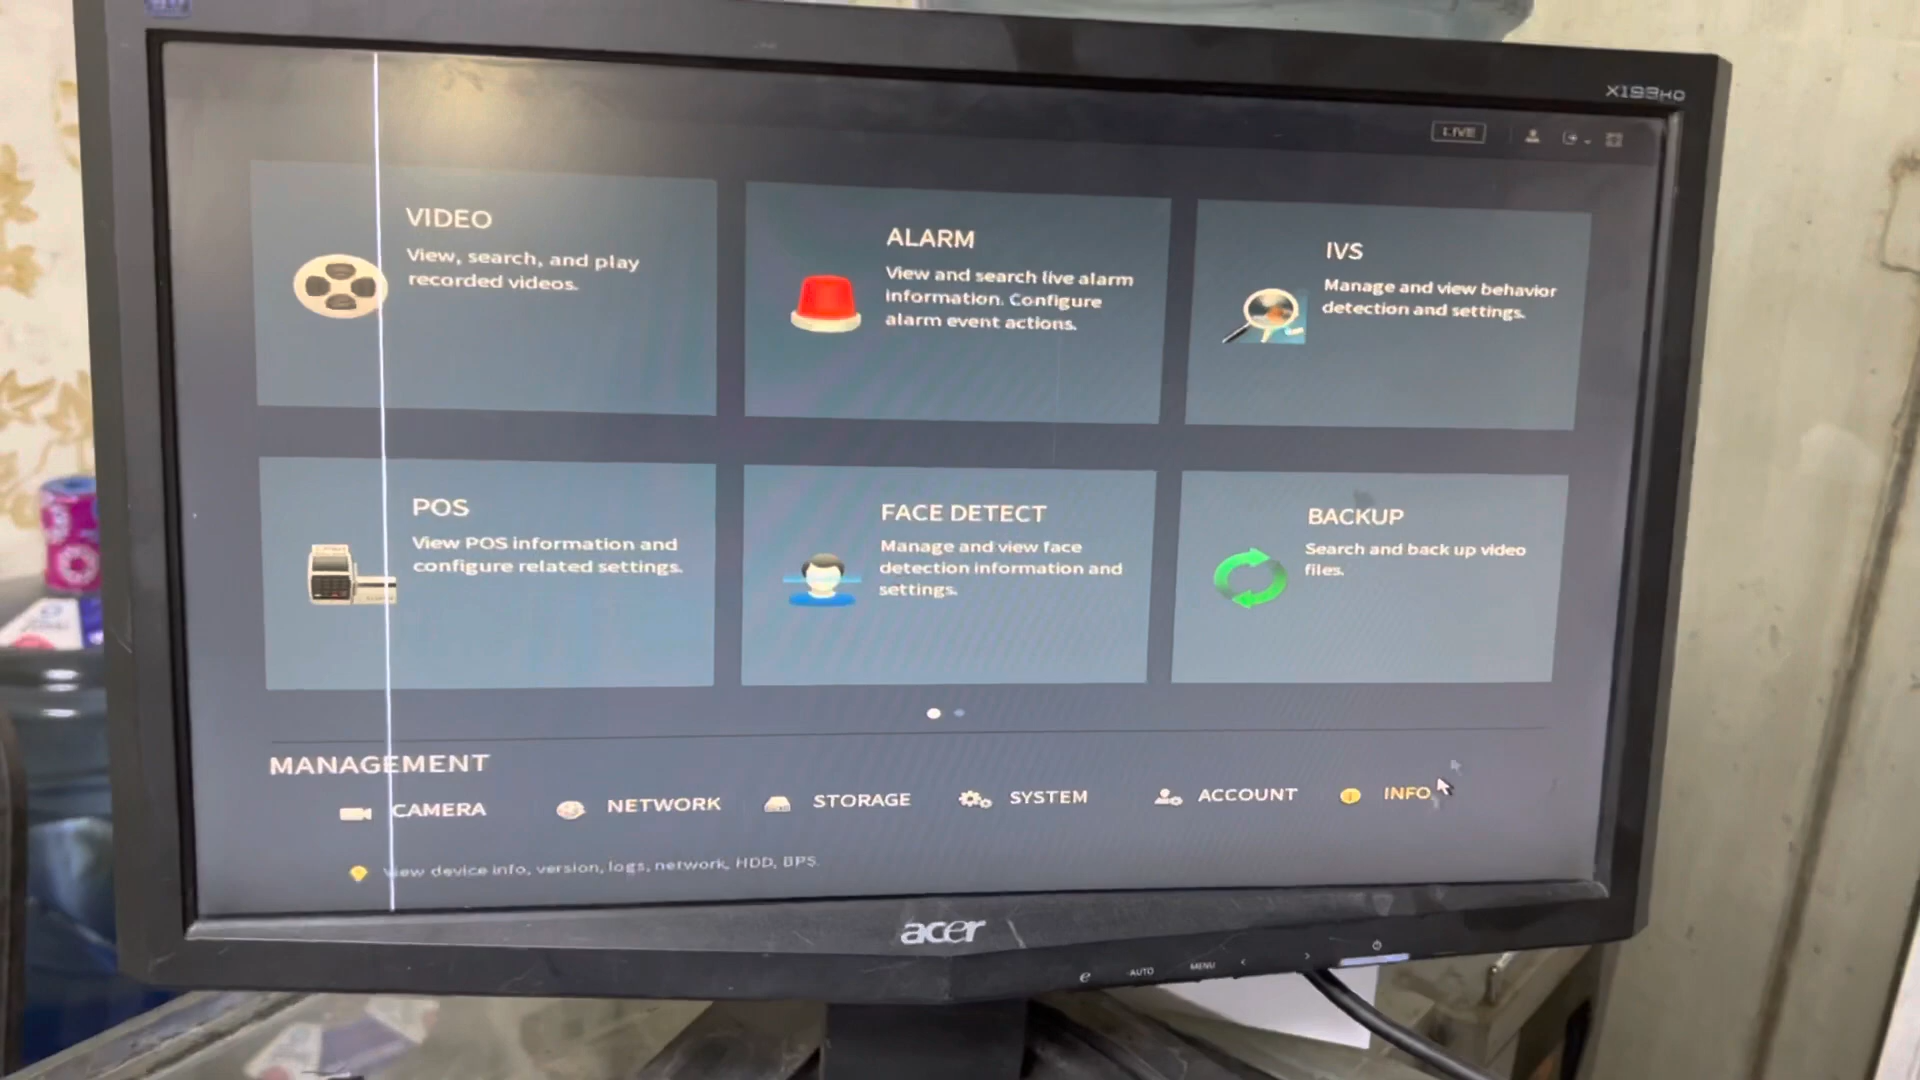 X193HQ
LIVE
VIDEO
View, search, and play
recorded videos.
ALARM
View and search live alarm
information. Configure
alarm event actions.
IVS
Manage and view behavior
detection and settings.
POS
View POS information and
configure related settings.
FACE DETECT
Manage and view face
detection information and
settings.
BACKUP
Search and back up video
files.
MANAGEMENT
CAMERA
NETWORK
STORAGE
SYSTEM
ACCOUNT
INFO
View device info, version, logs, network, HDD, BPS.
acer
e
AUTO
MENU
<
>